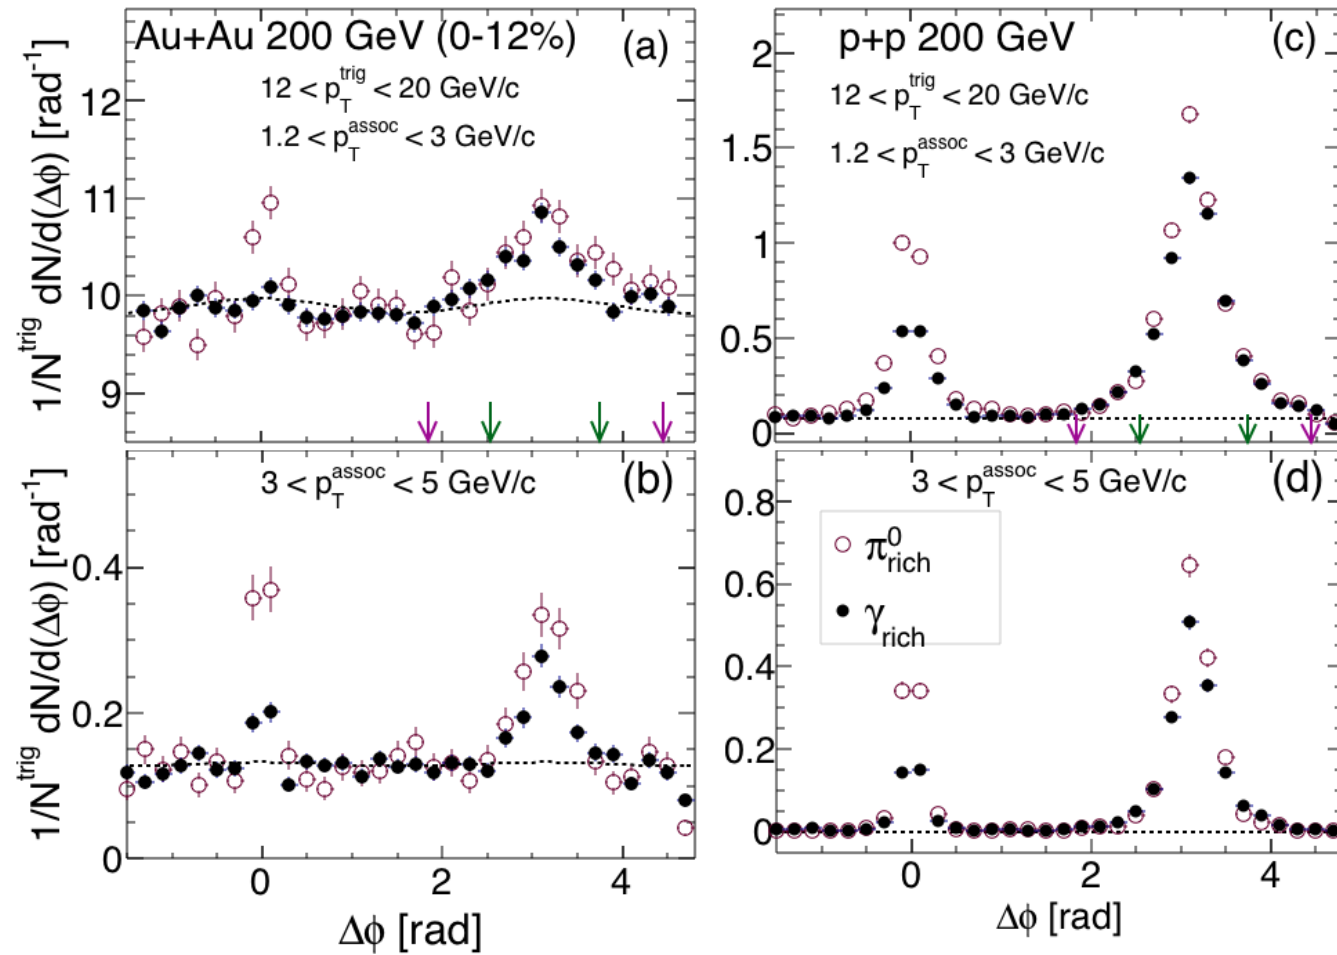 Au+Au 200 GeV (0-12%) (a)
12 < p_T^trig < 20 GeV/c
1.2 < p_T^assoc < 3 GeV/c
1/N^trig dN/d(Δϕ) [rad^-1]
12
11
10
9
3 < p_T^assoc < 5 GeV/c (b)
1/N^trig dN/d(Δϕ) [rad^-1]
0.4
0.2
0
0 2 4
Δϕ [rad]
p+p 200 GeV (c)
12 < p_T^trig < 20 GeV/c
1.2 < p_T^assoc < 3 GeV/c
2
1.5
1
0.5
0
3 < p_T^assoc < 5 GeV/c (d)
π^0_rich
γ_rich
0.8
0.6
0.4
0.2
0
0 2 4
Δϕ [rad]